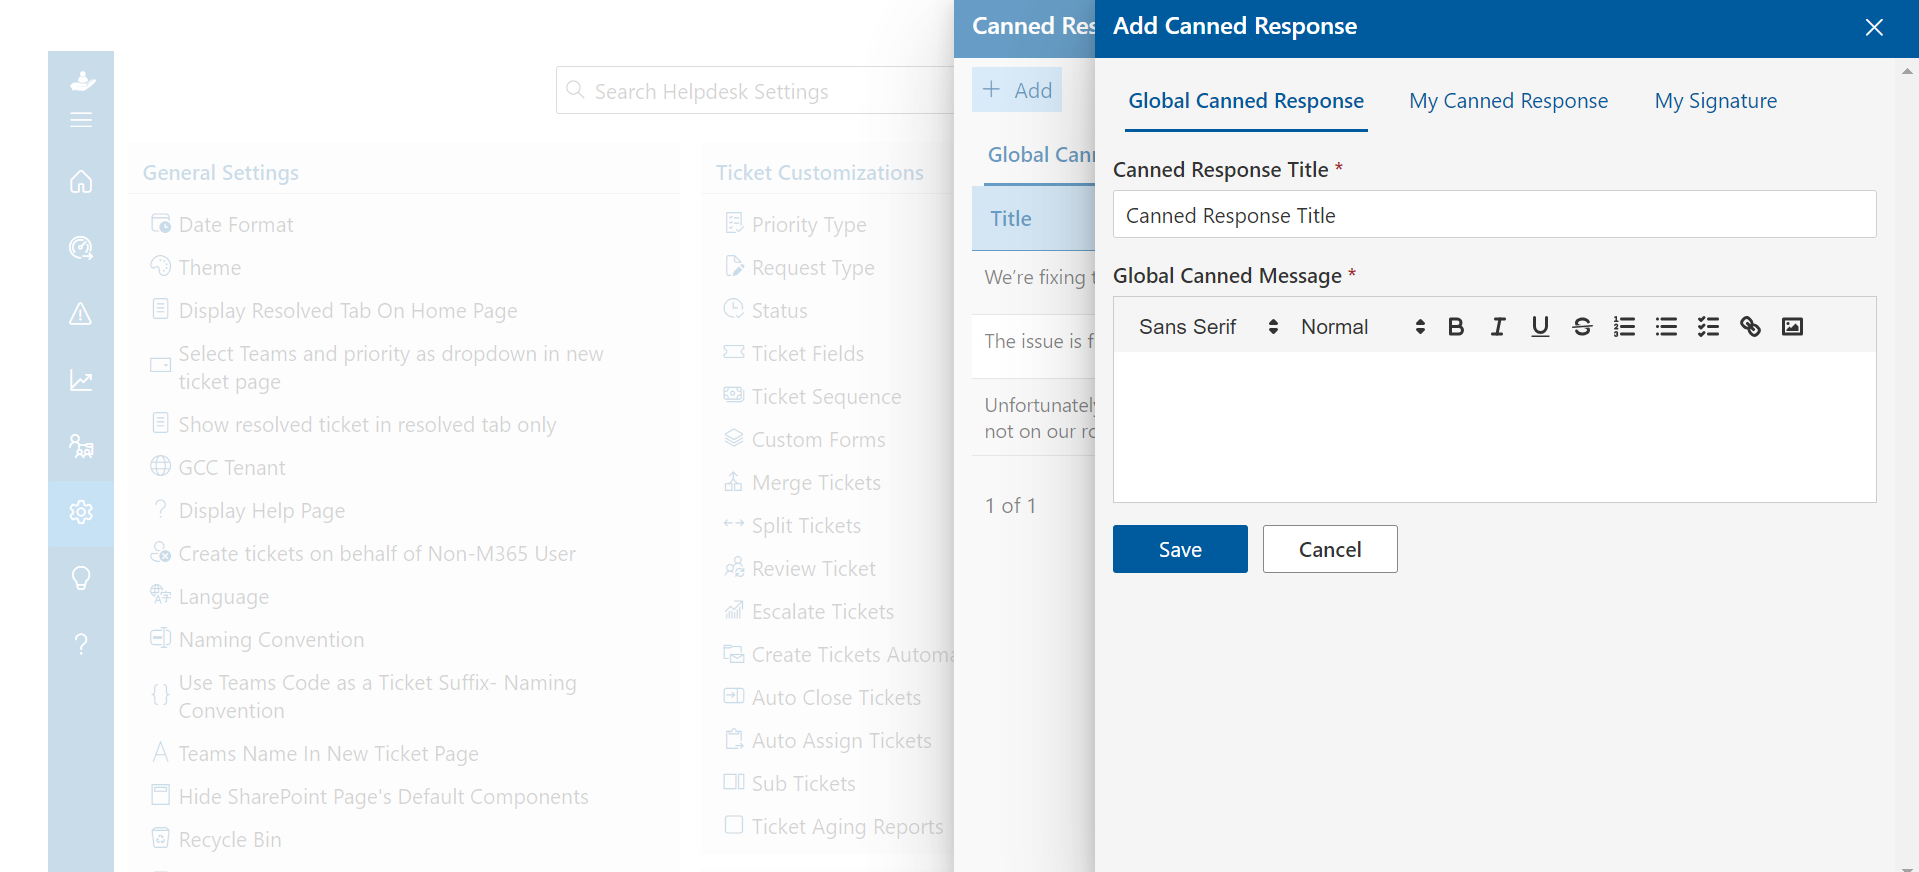 Search Helpdesk Settings
General Settings
Date Format
Theme
Display Resolved Tab On Home Page
Select Teams and priority as dropdown in new
ticket page
Show resolved ticket in resolved tab only
GCC Tenant
Display Help Page
Create tickets on behalf of Non-M365 User
Language
Naming Convention
Use Teams Code as a Ticket Suffix- Naming
Convention
Teams Name In New Ticket Page
Hide SharePoint Page's Default Components
Recycle Bin
Ticket Customizations
Priority Type
Request Type
Status
Ticket Fields
Ticket Sequence
Custom Forms
Merge Tickets
Split Tickets
Review Ticket
Escalate Tickets
Create Tickets Automa
Auto Close Tickets
Auto Assign Tickets
Sub Tickets
Ticket Aging Reports
Canned Res
+ Add
Global Can
Title
We’re fixing t
The issue is f
Unfortunately
not on our ro
1 of 1
Add Canned Response
Global Canned Response My Canned Response My Signature
Canned Response Title *
Canned Response Title
Global Canned Message *
Sans Serif Normal B I U S
Save Cancel